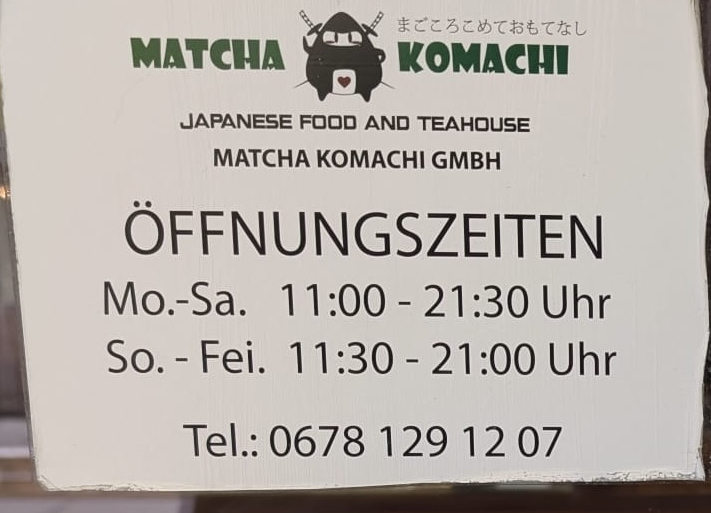 まごころこめておもてなし
MATCHA KOMACHI
JAPANESE FOOD AND TEAHOUSE
MATCHA KOMACHI GMBH
ÖFFNUNGSZEITEN
Mo.-Sa. 11:00 - 21:30 Uhr
So. - Fei. 11:30 - 21:00 Uhr
Tel.: 0678 129 12 07